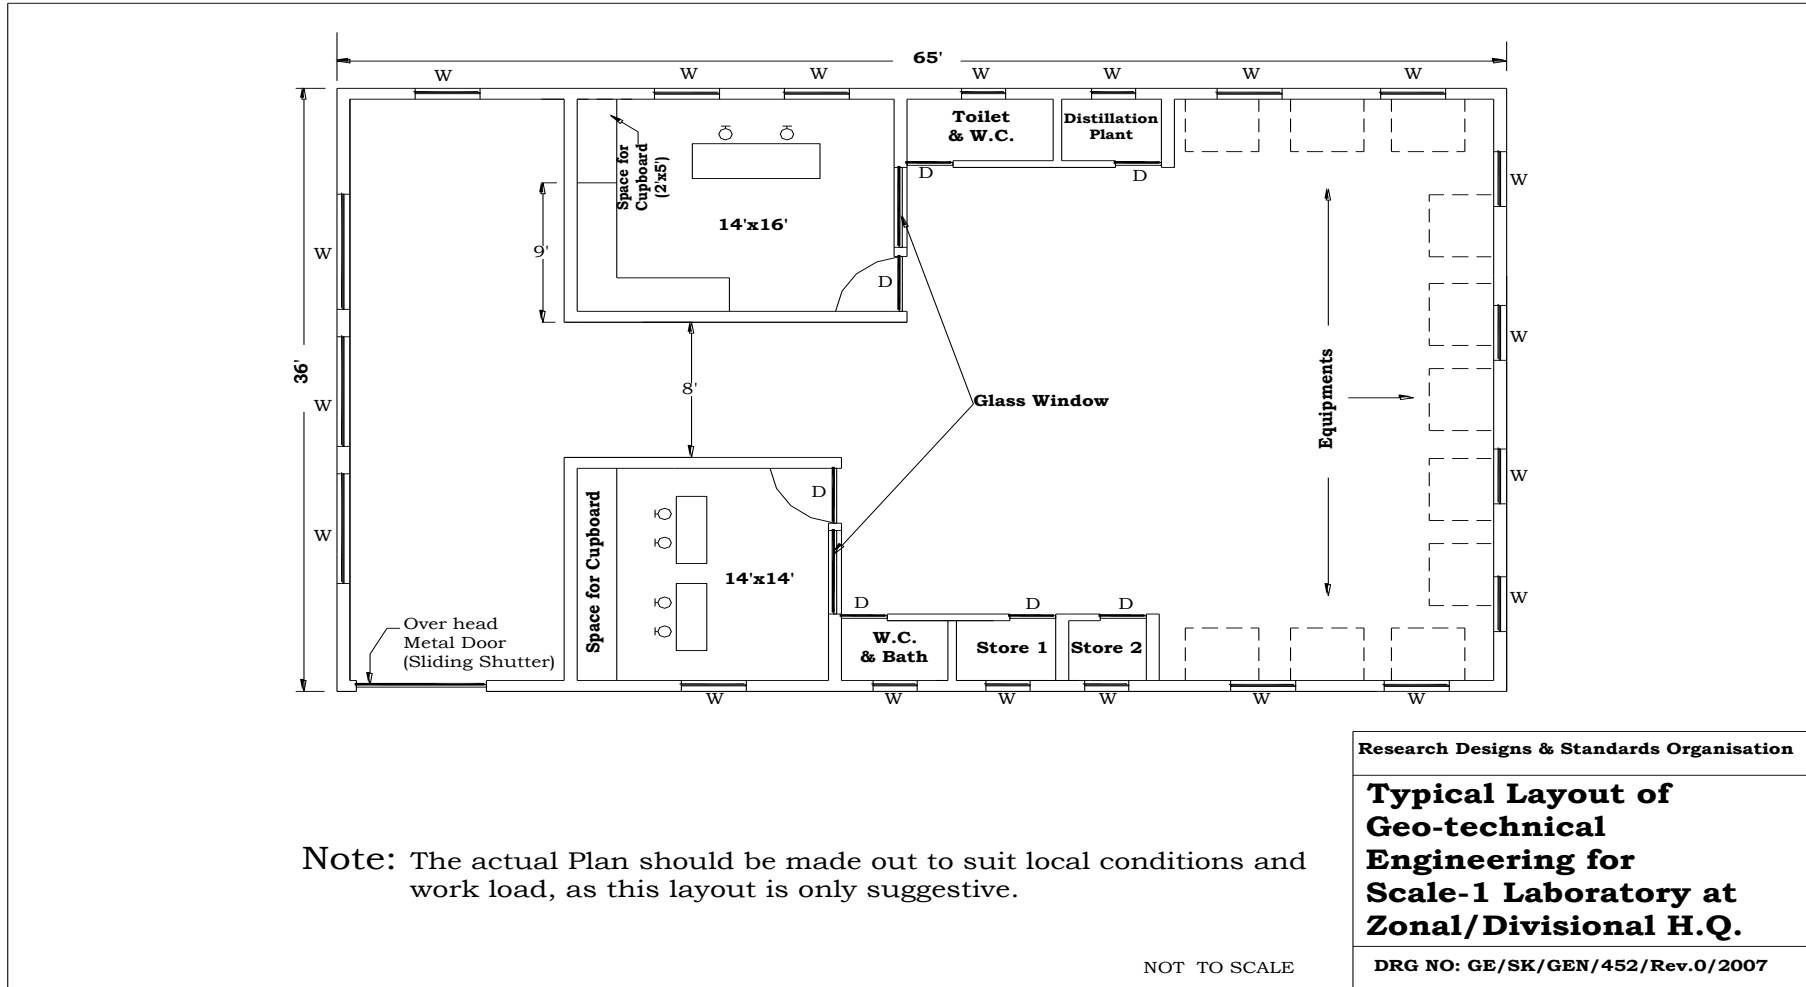 65'
W
W
W
W
W
W
W
Toilet
& W.C.
Distillation
Plant
Space for
Cupboard
(2'x5')
D
D
W
14'x16'
9'
W
D
W
36'
Equipments
8'
Glass Window
W
W
D
Space for Cupboard
14'x14'
W
W
D
D
D
Over head
Metal Door
(Sliding Shutter)
W.C.
& Bath
Store 1
Store 2
W
W
W
W
W
W
Research Designs & Standards Organisation
Typical Layout of
Geo-technical
Engineering for
Scale-1 Laboratory at
Zonal/Divisional H.Q.
DRG NO: GE/SK/GEN/452/Rev.0/2007
Note: The actual Plan should be made out to suit local conditions and
work load, as this layout is only suggestive.
NOT TO SCALE